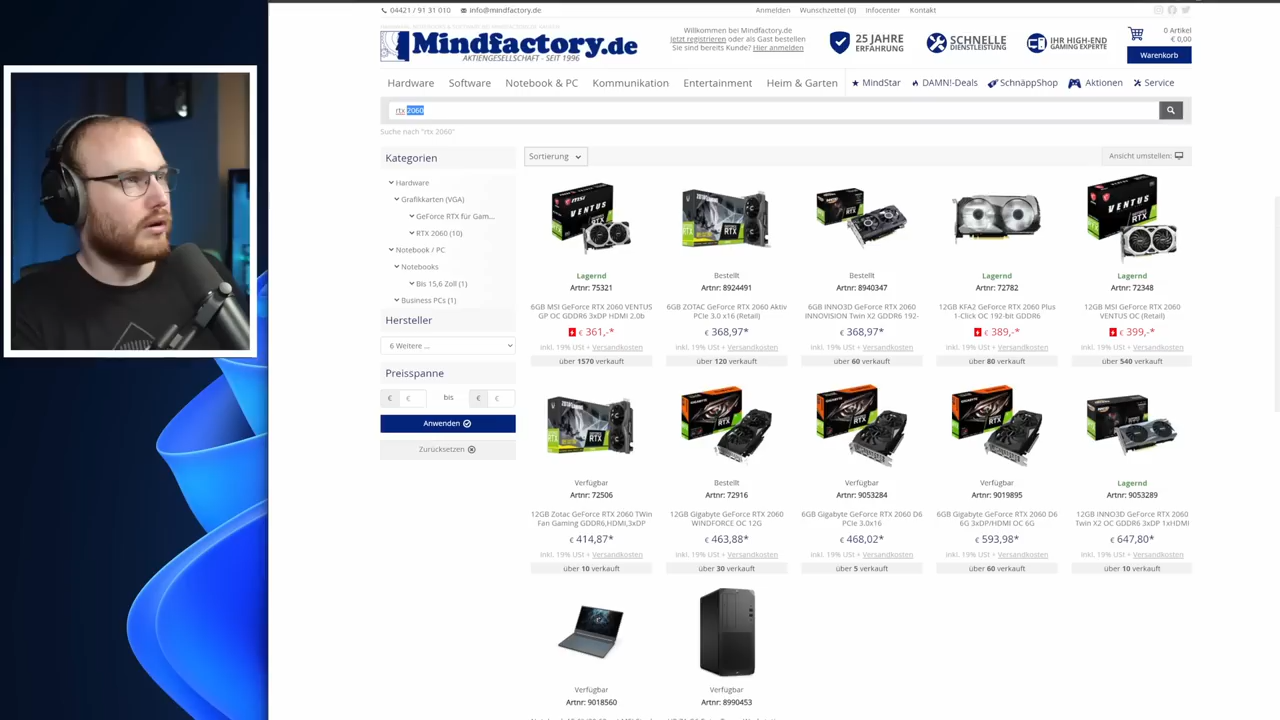 04421 / 91 31 010
info@mindfactory.de
Anmelden
Wunschzettel (0)
Infocenter
Kontakt
Mindfactory.de
AKTIENGESELLSCHAFT - SEIT 1996
Willkommen bei Mindfactory.de
Jetzt registrieren oder als Gast bestellen
Sie sind bereits Kunde? Hier anmelden
25 JAHRE
ERFAHRUNG
SCHNELLE
DIENSTLEISTUNG
IHR HIGH-END
GAMING EXPERTE
0 Artikel
€ 0,00
Warenkorb
Hardware
Software
Notebook & PC
Kommunikation
Entertainment
Heim & Garten
MindStar
DAMN!-Deals
SchnäppShop
Aktionen
Service
rtx 2060
Suche nach "rtx 2060"
Kategorien
Hardware
Grafikkarten (VGA)
GeForce RTX für Gam...
RTX 2060 (10)
Notebook / PC
Notebooks
Bis 15,6 Zoll (1)
Business PCs (1)
Hersteller
6 Weitere ...
Preisspanne
€ € bis € €
Anwenden
Zurücksetzen
Sortierung
Ansicht umstellen:
Lagernd
Artnr: 75321
6GB MSI GeForce RTX 2060 VENTUS
GP OC GDDR6 3xDP HDMI 2.0b
€ 361,-*
inkl. 19% USt + Versandkosten
über 1570 verkauft
Bestellt
Artnr: 8924491
6GB ZOTAC GeForce RTX 2060 Aktiv
PCIe 3.0 x16 (Retail)
€ 368,97*
inkl. 19% USt + Versandkosten
über 120 verkauft
Bestellt
Artnr: 8940347
6GB INNO3D GeForce RTX 2060
INNOVISION Twin X2 GDDR6 192-
€ 368,97*
inkl. 19% USt + Versandkosten
über 60 verkauft
Lagernd
Artnr: 72782
12GB KFA2 GeForce RTX 2060 Plus
1-Click OC 192-bit GDDR6
€ 389,-*
inkl. 19% USt + Versandkosten
über 80 verkauft
Lagernd
Artnr: 72348
12GB MSI GeForce RTX 2060
VENTUS OC (Retail)
€ 399,-*
inkl. 19% USt + Versandkosten
über 540 verkauft
Verfügbar
Artnr: 72506
12GB Zotac GeForce RTX 2060 TWin
Fan Gaming GDDR6,HDMI,3xDP
€ 414,87*
inkl. 19% USt + Versandkosten
über 10 verkauft
Bestellt
Artnr: 72916
12GB Gigabyte GeForce RTX 2060
WINDFORCE OC 12G
€ 463,88*
inkl. 19% USt + Versandkosten
über 30 verkauft
Verfügbar
Artnr: 9053284
6GB Gigabyte GeForce RTX 2060 D6
PCIe 3.0x16
€ 468,02*
inkl. 19% USt + Versandkosten
über 5 verkauft
Verfügbar
Artnr: 9019895
6GB Gigabyte GeForce RTX 2060 D6
6G 3xDP/HDMI OC 6G
€ 593,98*
inkl. 19% USt + Versandkosten
über 60 verkauft
Lagernd
Artnr: 9053289
12GB INNO3D GeForce RTX 2060
Twin X2 OC GDDR6 3xDP 1xHDMI
€ 647,80*
inkl. 19% USt + Versandkosten
über 10 verkauft
Verfügbar
Artnr: 9018560
Verfügbar
Artnr: 8990453